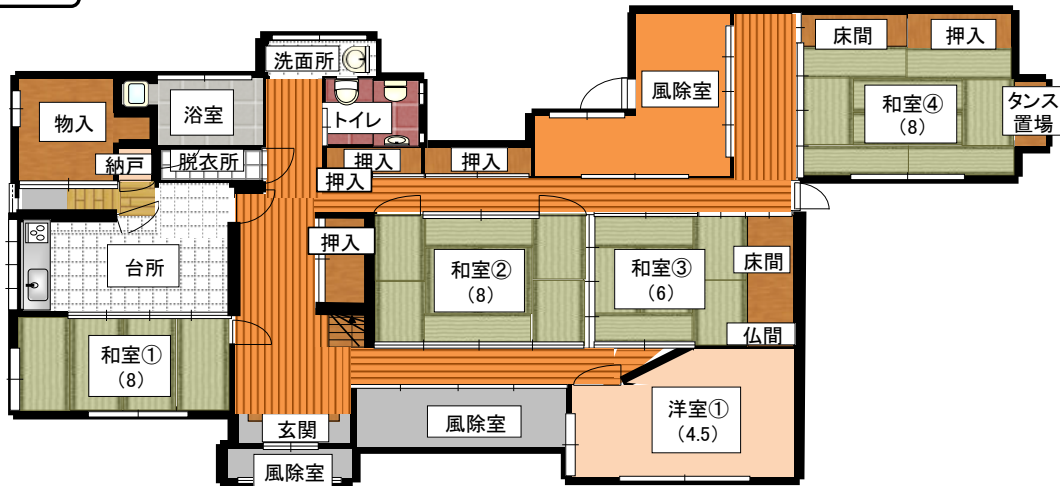 洗面所
床間
押入
風除室
和室④
(8)
タンス
置場
物入
浴室
トイレ
納戸
脱衣所
押入
押入
押入
押入
台所
和室②
(8)
和室③
(6)
床間
仏間
和室①
(8)
玄関
風除室
風除室
洋室①
(4.5)